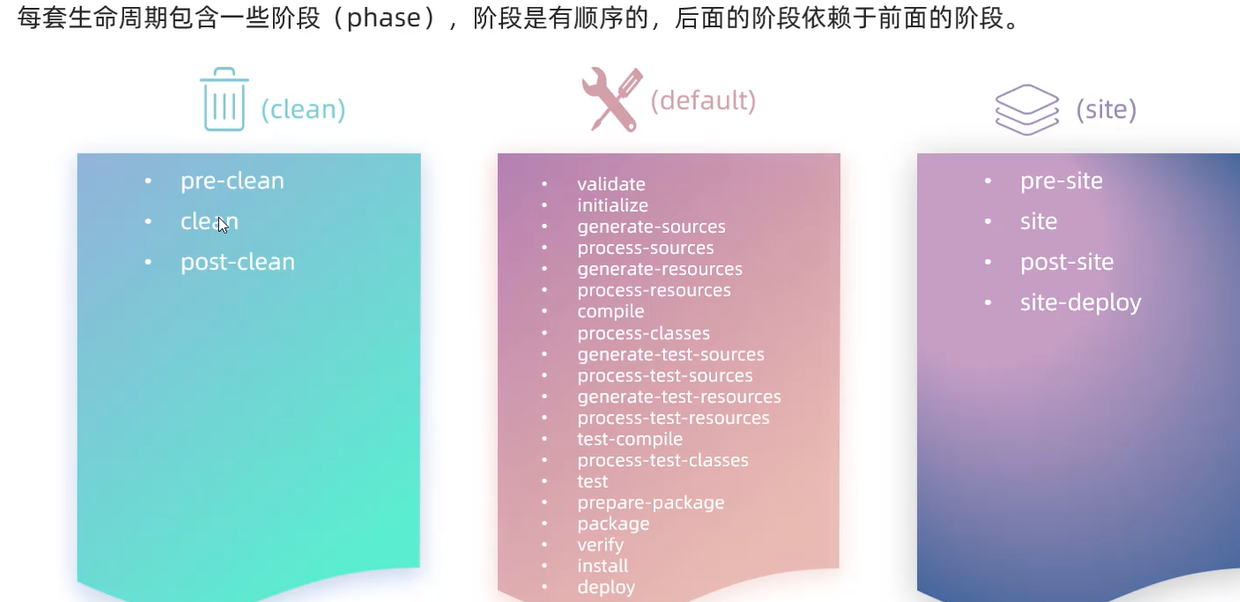 每套生命周期包含一些阶段（phase），阶段是有顺序的，后面的阶段依赖于前面的阶段。
(clean)
pre-clean
clean
post-clean
(default)
validate
initialize
generate-sources
process-sources
generate-resources
process-resources
compile
process-classes
generate-test-sources
process-test-sources
generate-test-resources
process-test-resources
test-compile
process-test-classes
test
prepare-package
package
verify
install
deploy
(site)
pre-site
site
post-site
site-deploy